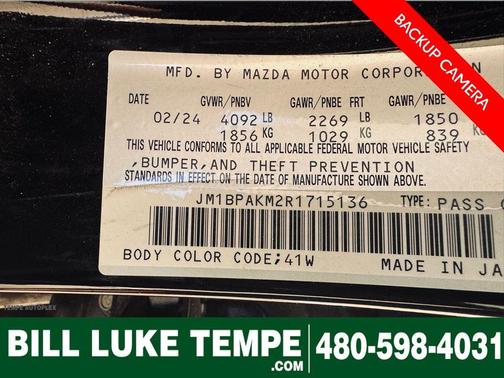 MFD. BY MAZDA MOTOR CORPORATION
BACKUP CAMERA
DATE GVWR/PNBV GAWR/PNBE FRT GAWR/PNBE
02/24 4092 LB 2269 LB 1850
1856 KG 1029 KG 839
THIS VEHICLE CONFORMS TO ALL APPLICABLE FEDERAL MOTOR VEHICLE SAFETY
,BUMPER,AND THEFT PREVENTION
STANDARDS IN EFFECT ON THE DATE OF MANUFACTURE SHOWN ABOVE.
JM1BPAKM2R1715136 TYPE: PASS
BODY COLOR CODE;41W MADE IN JA
TEMPE AUTOPLEX
BILL LUKE TEMPE .COM 480-598-4031